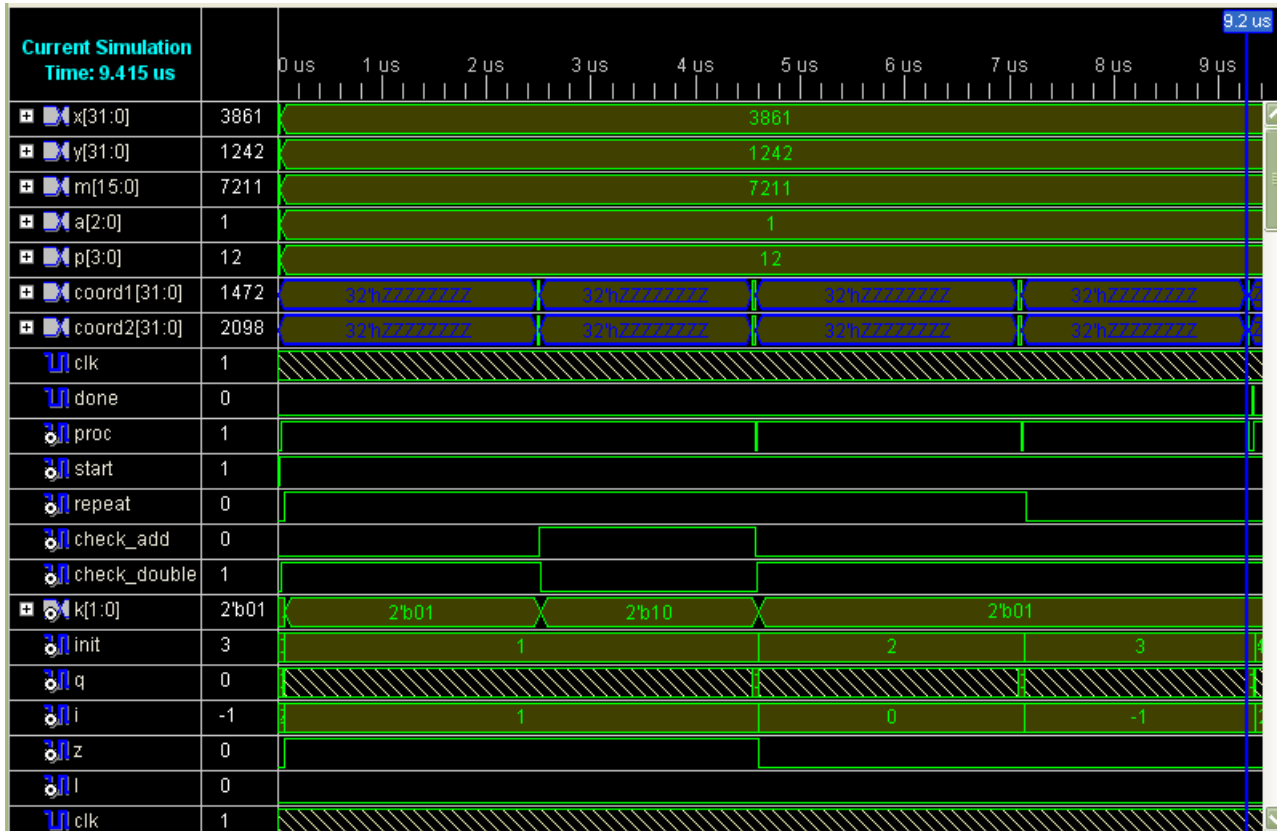 9.2 us
Current Simulation
Time: 9.415 us
0 us 1 us 2 us 3 us 4 us 5 us 6 us 7 us 8 us 9 us
x[31:0] 3861 3861
y[31:0] 1242 1242
m[15:0] 7211 7211
a[2:0] 1 1
p[3:0] 12 12
coord1[31:0] 1472 32'hZZZZZZZZ 32'hZZZZZZZZ 32'hZZZZZZZZ 32'hZZZZZZZZ
coord2[31:0] 2098 32'hZZZZZZZZ 32'hZZZZZZZZ 32'hZZZZZZZZ 32'hZZZZZZZZ
clk 1
done 0
proc 1
start 1
repeat 0
check_add 0
check_double 1
k[1:0] 2'b01 2'b01 2'b10 2'b01
init 3 1 2 3
q 0
i -1 1 0 -1
z 0
l 0
clk 1